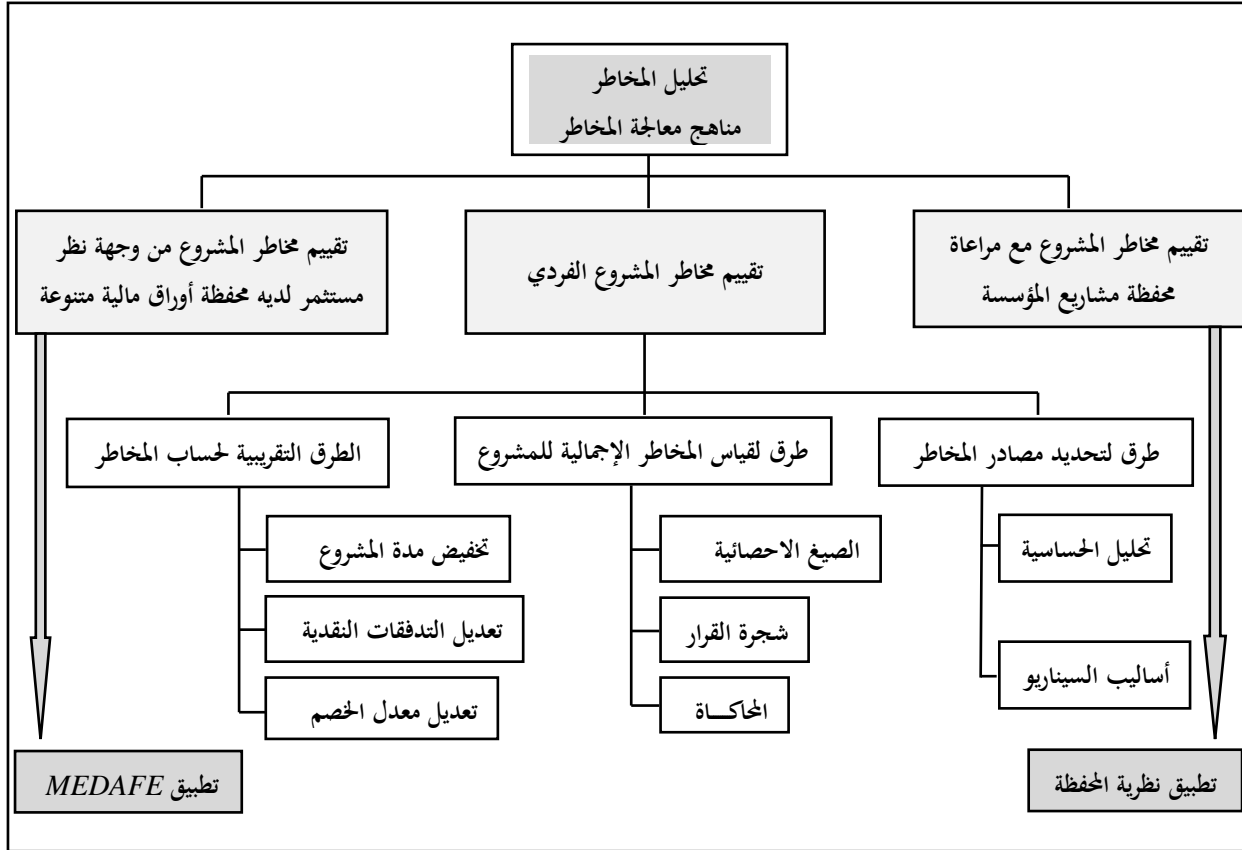 تحليل المخاطر
مناهج معالجة المخاطر
تقييم مخاطر المشروع مع مراعاة
محفظة مشاريع المؤسسة
تقييم مخاطر المشروع الفردي
تقييم مخاطر المشروع من وجهة نظر
مستثمر لديه محفظة أوراق مالية متنوعة
طرق لتحديد مصادر المخاطر
طرق لقياس المخاطر الإجمالية للمشروع
الطرق التقريبية لحساب المخاطر
تحليل الحساسية
أساليب السيناريو
الصيغ الاحصائية
شجرة القرار
المحاكـــاة
تخفيض مدة المشروع
تعديل التدفقات النقدية
تعديل معدل الخصم
تطبيق نظرية المحفظة
تطبيق MEDAFE